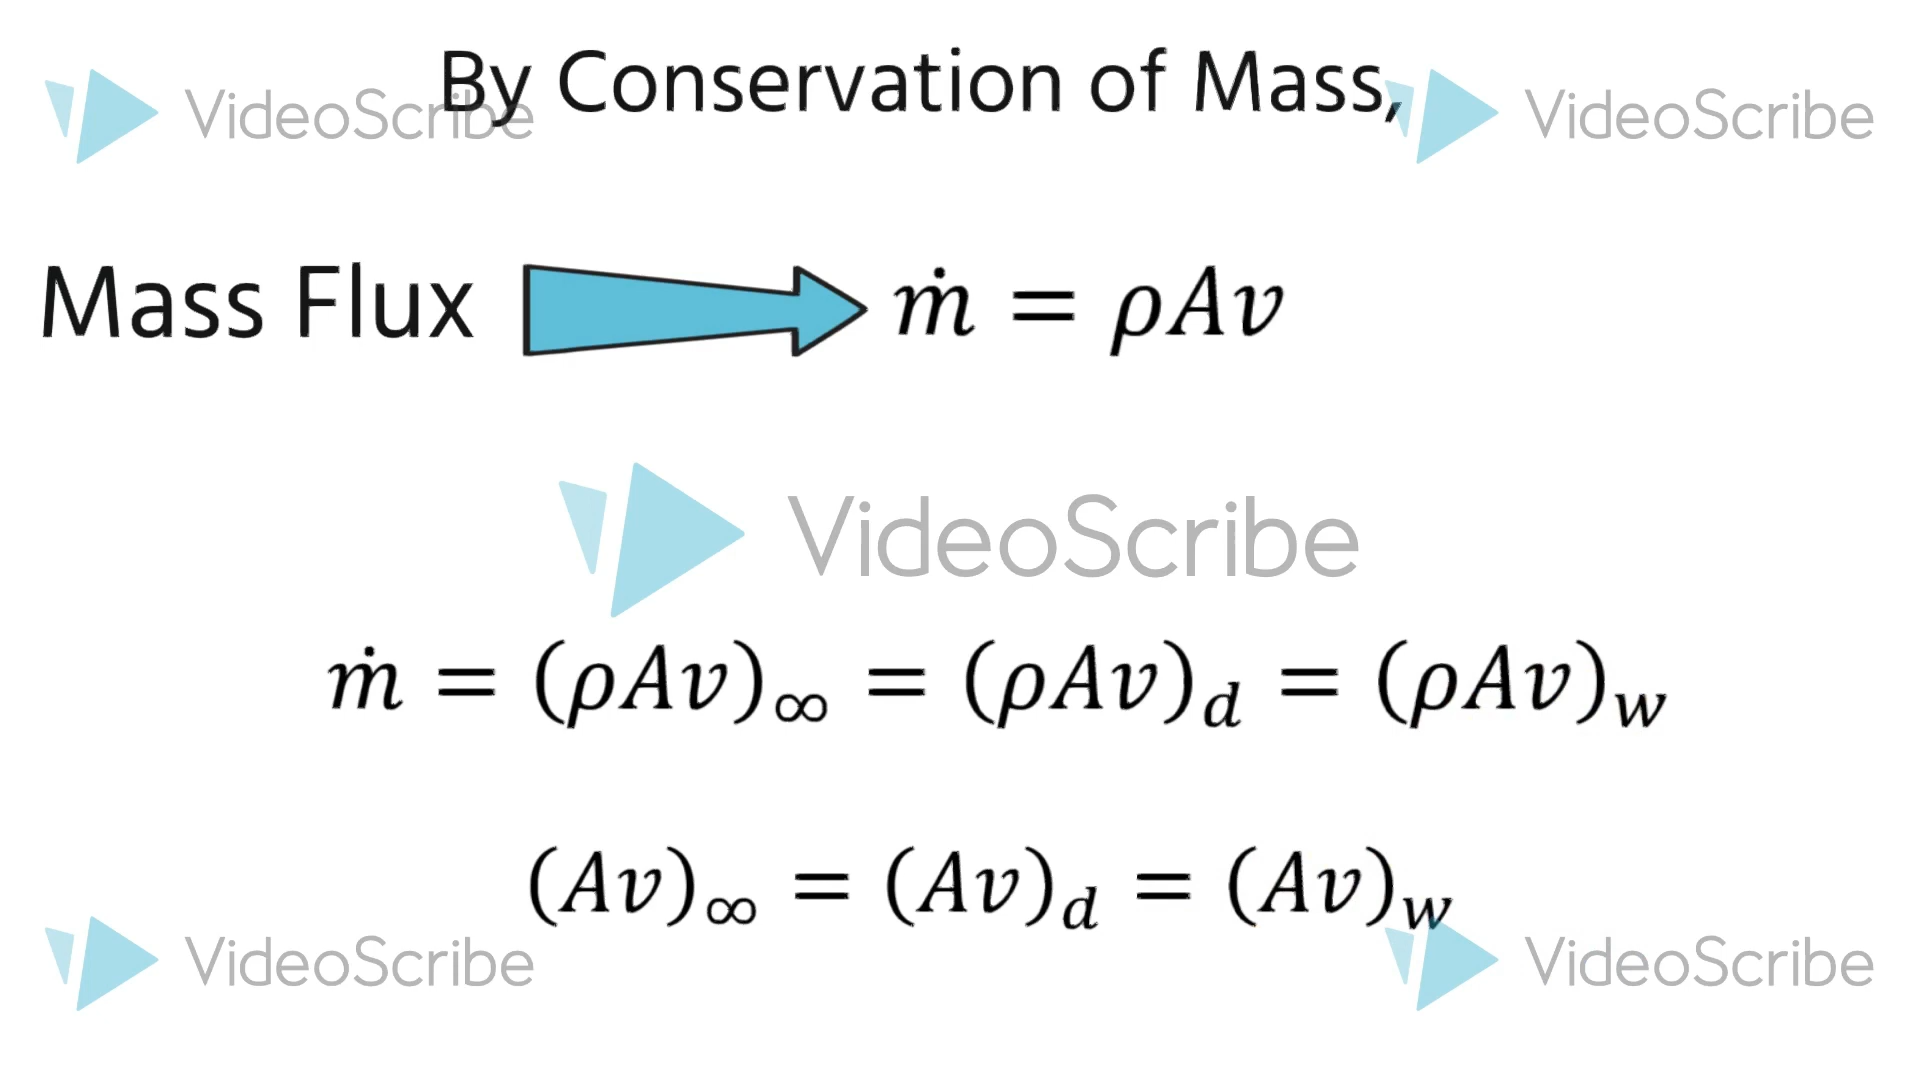 By Conservation of Mass,
VideoScribe
VideoScribe
Mass Flux
ṁ = ρAv
VideoScribe
ṁ = (ρAv)∞ = (ρAv)d = (ρAv)w
(Av)∞ = (Av)d = (Av)w
VideoScribe
VideoScribe